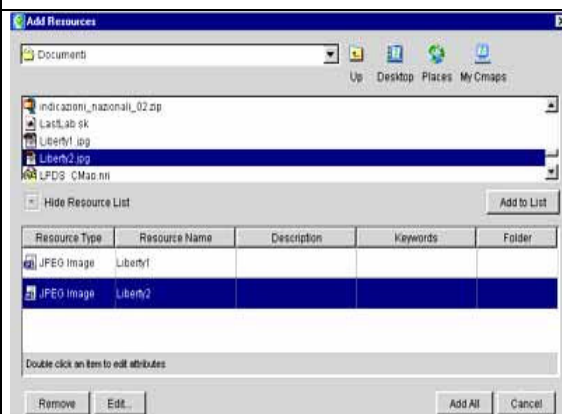 Add Resources
Documenti
Up Desktop Places My Cmaps
indicazioni_nazionali_02.zip
LastLab.sk
Liberty1.jpg
Liberty2.jpg
LPDS_CMap.nri
Hide Resource List Add to List
Resource Type Resource Name Description Keywords Folder
JPEG Image Liberty1
JPEG Image Liberty2
Double click an item to edit attributes
Remove Edit... Add All Cancel